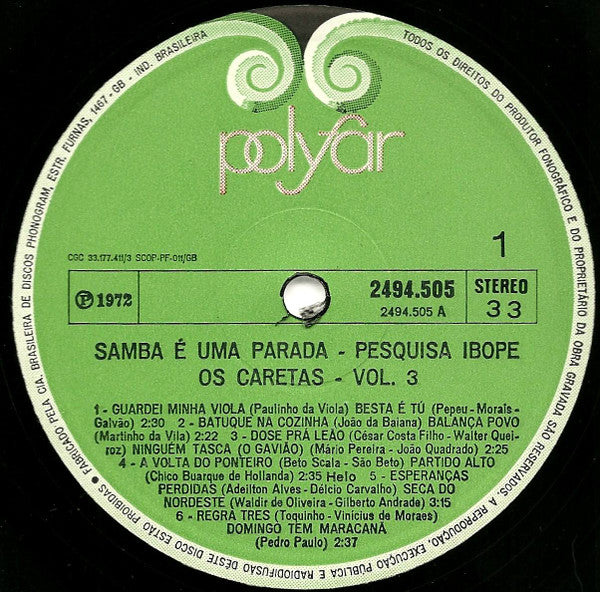 FABRICADO PELA CIA. BRASILEIRA DE DISCOS PHONOGRAM, ESTR. FURNAS, 1467 - GB - IND. BRASILEIRA
TODOS OS DIREITOS DO PRODUTOR FONOGRÁFICO E DO PROPRIETÁRIO DA OBRA GRAVADA SÃO RESERVADOS. A REPRODUÇÃO, EXECUÇÃO PÚBLICA E RADIODIFUSÃO DÊSTE DISCO ESTÃO PROIBIDAS •
polyfar
CGC 33.177.411/3 SCDP-PF-011/GB
1
Ⓟ 1972
2494.505
2494.505 A
STEREO
33
SAMBA É UMA PARADA - PESQUISA IBOPE
OS CARETAS - VOL. 3
1 - GUARDEI MINHA VIOLA (Paulinho da Viola) BESTA É TÚ (Pepeu - Morais-
Galvão) 2:30 2 - BATUQUE NA COZINHA (João da Baiana) BALANÇA POVO
(Martinho da Vila) 2:22 3 - DOSE PRÁ LEÃO (César Costa Filho - Walter Quei-
roz) NINGUÉM TASCA (O GAVIÃO) (Mário Pereira - João Quadrado) 2:25
4 - A VOLTA DO PONTEIRO (Beto Scala - São Beto) PARTIDO ALTO
(Chico Buarque de Hollanda) 2:35 Helo 5 - ESPERANÇAS
PERDIDAS (Adeilton Alves - Délcio Carvalho) SECA DO
NORDESTE (Waldir de Oliveira - Gilberto Andrade) 3:15
6 - REGRA TRES (Toquinho - Vinícius de Moraes)
DOMINGO TEM MARACANÃ
(Pedro Paulo) 2:37